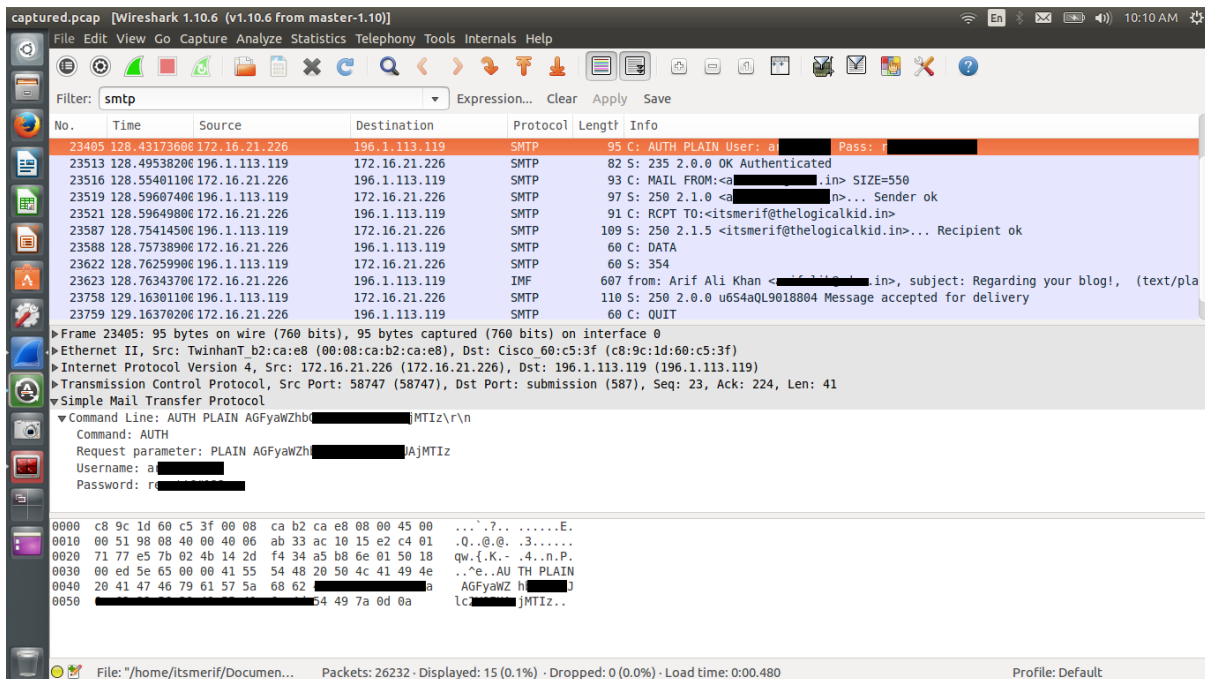 captured.pcap [Wireshark 1.10.6 (v1.10.6 from master-1.10)]
En
10:10 AM
File Edit View Go Capture Analyze Statistics Telephony Tools Internals Help
Filter: smtp Expression... Clear Apply Save
No. Time Source Destination Protocol Length Info
23405 128.43173600 172.16.21.226 196.1.113.119 SMTP 95 C: AUTH PLAIN User: a Pass: r
23513 128.49538200 196.1.113.119 172.16.21.226 SMTP 82 S: 235 2.0.0 OK Authenticated
23516 128.55401100 172.16.21.226 196.1.113.119 SMTP 93 C: MAIL FROM:<a .in> SIZE=550
23519 128.59607400 196.1.113.119 172.16.21.226 SMTP 97 S: 250 2.1.0 <a n>... Sender ok
23521 128.59649800 172.16.21.226 196.1.113.119 SMTP 91 C: RCPT TO:<itsmerif@thelogicalkid.in>
23587 128.75414500 196.1.113.119 172.16.21.226 SMTP 109 S: 250 2.1.5 <itsmerif@thelogicalkid.in>... Recipient ok
23588 128.75738900 172.16.21.226 196.1.113.119 SMTP 60 C: DATA
23622 128.76259900 196.1.113.119 172.16.21.226 SMTP 60 S: 354
23623 128.76343700 172.16.21.226 196.1.113.119 IMF 607 from: Arif Ali Khan < .in>, subject: Regarding your blog!, (text/pla
23758 129.16301100 196.1.113.119 172.16.21.226 SMTP 110 S: 250 2.0.0 u6S4aQL9018804 Message accepted for delivery
23759 129.16370200 172.16.21.226 196.1.113.119 SMTP 60 C: QUIT
Frame 23405: 95 bytes on wire (760 bits), 95 bytes captured (760 bits) on interface 0
Ethernet II, Src: TwinhanT_b2:ca:e8 (00:08:ca:b2:ca:e8), Dst: Cisco_60:c5:3f (c8:9c:1d:60:c5:3f)
Internet Protocol Version 4, Src: 172.16.21.226 (172.16.21.226), Dst: 196.1.113.119 (196.1.113.119)
Transmission Control Protocol, Src Port: 58747 (58747), Dst Port: submission (587), Seq: 23, Ack: 224, Len: 41
Simple Mail Transfer Protocol
Command Line: AUTH PLAIN AGFyaWZhb jMTIz\r\n
Command: AUTH
Request parameter: PLAIN AGFyaWZh AjMTIz
Username: a
Password: re
0000 c8 9c 1d 60 c5 3f 00 08 ca b2 ca e8 08 00 45 00 ...`.?.. ......E.
0010 00 51 98 08 40 00 40 06 ab 33 ac 10 15 e2 c4 01 .Q..@.@. .3......
0020 71 77 e5 7b 02 4b 14 2d f4 34 a5 b8 6e 01 50 18 qw.{.K.- .4..n.P.
0030 00 ed 5e 65 00 00 41 55 54 48 20 50 4c 41 49 4e ..^e..AU TH PLAIN
0040 20 41 47 46 79 61 57 5a 68 62 a AGFyaWZ h J
0050 54 49 7a 0d 0a lc jMTIz..
File: "/home/itsmerif/Documen... Packets: 26232 · Displayed: 15 (0.1%) · Dropped: 0 (0.0%) · Load time: 0:00.480 Profile: Default